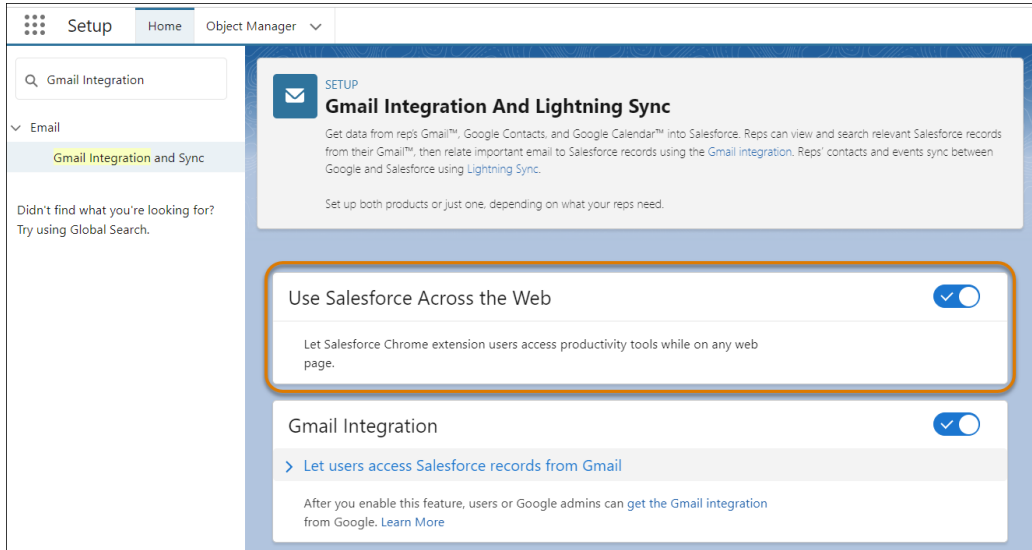 Setup
Home
Object Manager
Gmail Integration
Email
Gmail Integration and Sync
Didn't find what you're looking for?
Try using Global Search.
SETUP
Gmail Integration And Lightning Sync
Get data from rep's Gmail™, Google Contacts, and Google Calendar™ into Salesforce. Reps can view and search relevant Salesforce records
from their Gmail™, then relate important email to Salesforce records using the Gmail integration. Reps' contacts and events sync between
Google and Salesforce using Lightning Sync.
Set up both products or just one, depending on what your reps need.
Use Salesforce Across the Web
Let Salesforce Chrome extension users access productivity tools while on any web
page.
Gmail Integration
Let users access Salesforce records from Gmail
After you enable this feature, users or Google admins can get the Gmail integration
from Google. Learn More